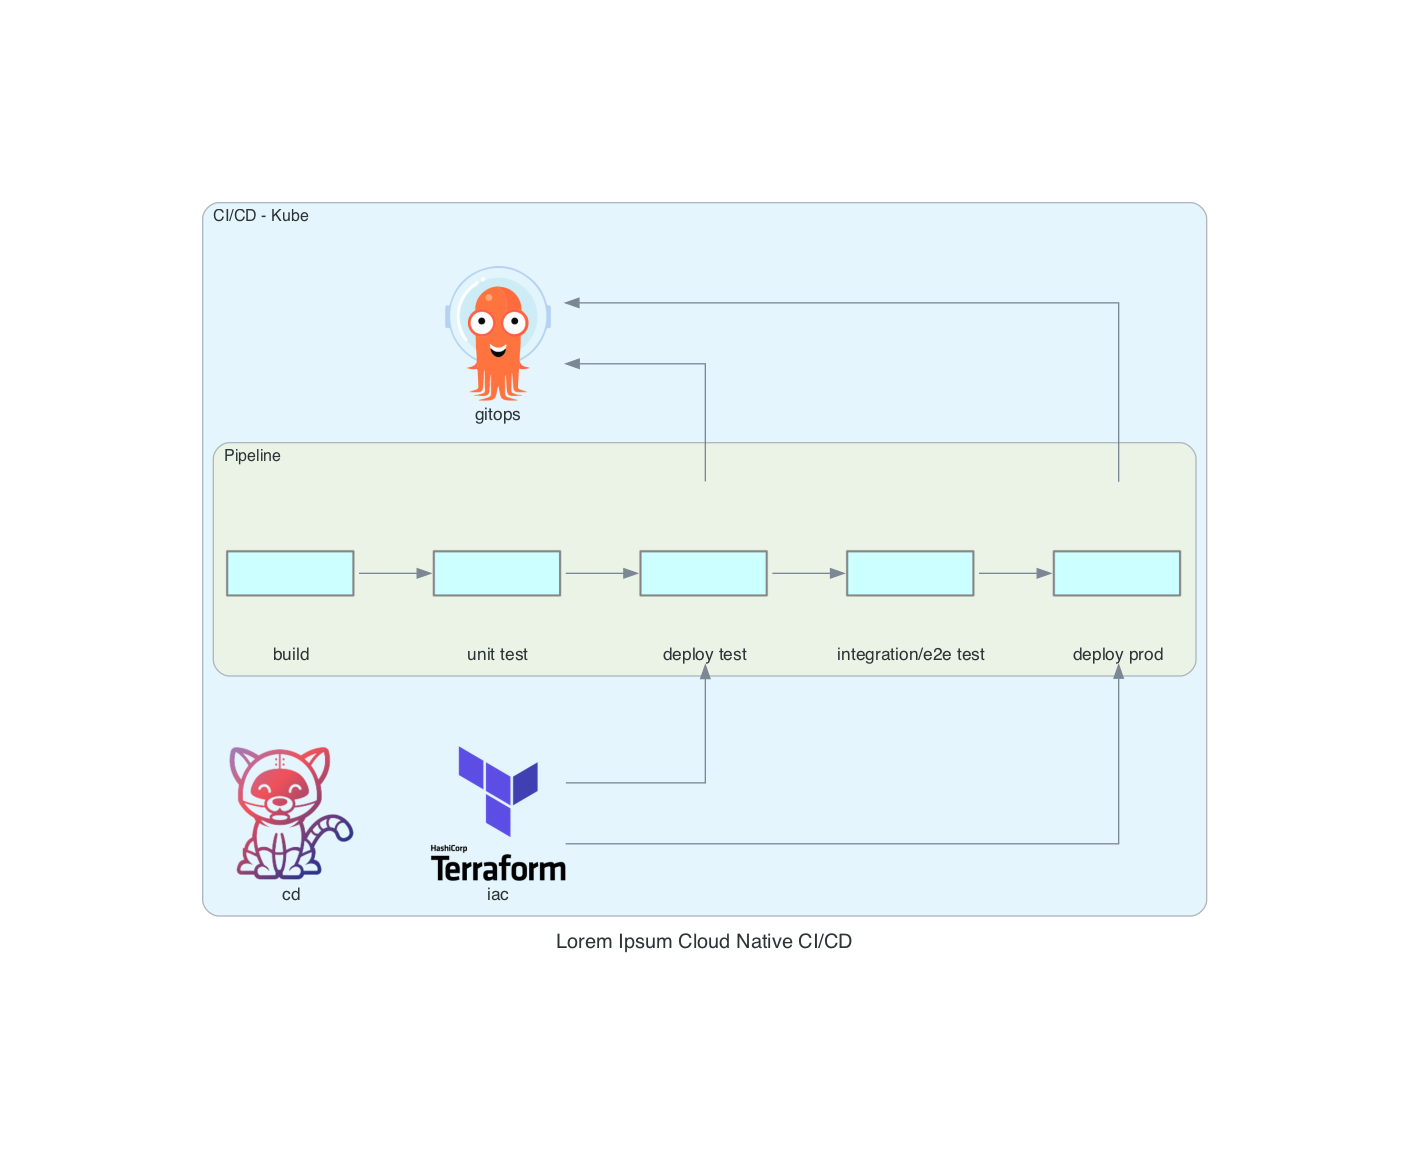 CI/CD - Kube
gitops
Pipeline
build
unit test
deploy test
integration/e2e test
deploy prod
HashiCorp
Terraform
cd
iac
Lorem Ipsum Cloud Native CI/CD